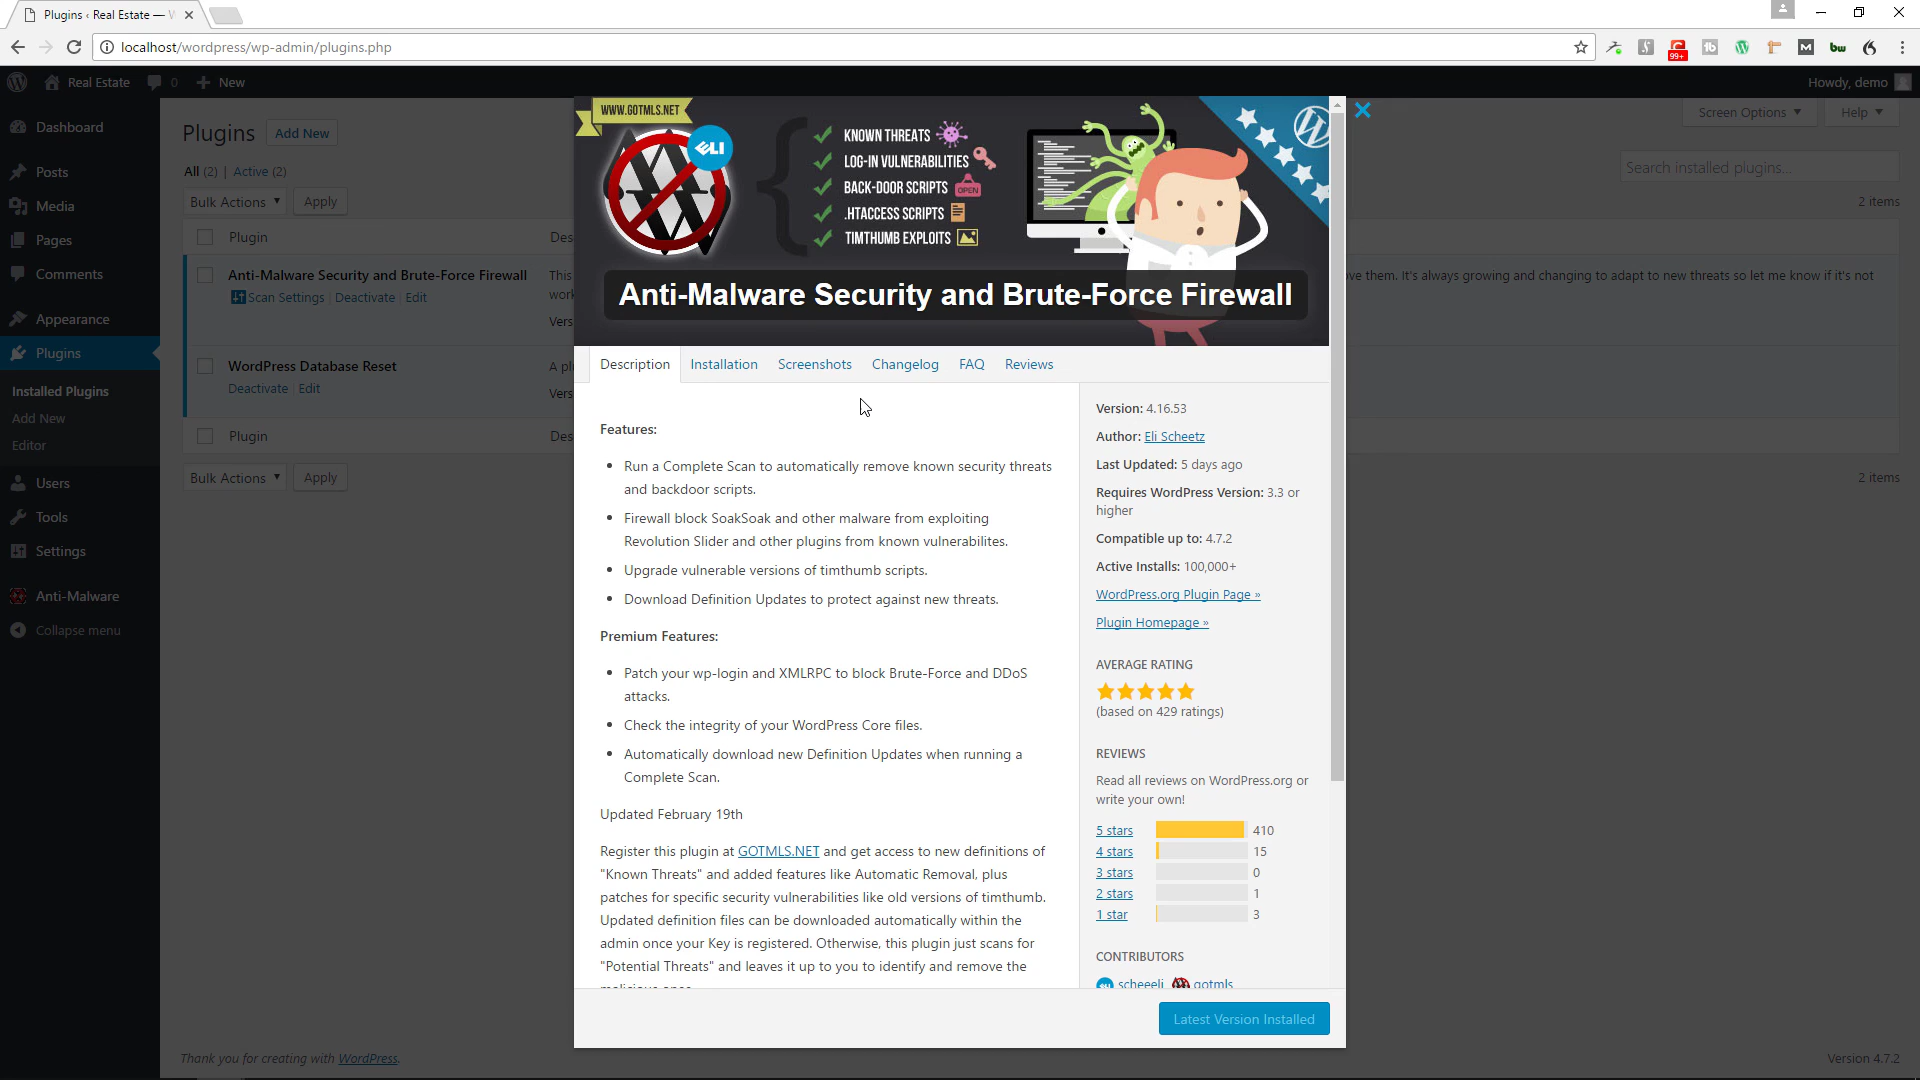 Plugins ‹ Real Estate —
localhost/wordpress/wp-admin/plugins.php
99+
tb
M
bw
Real Estate
0
New
Howdy, demo
Dashboard
Posts
Media
Pages
Comments
Appearance
Plugins
Installed Plugins
Add New
Editor
Users
Tools
Settings
Anti-Malware
Collapse menu
Plugins
Add New
Screen Options
Help
All (2) | Active (2)
Search installed plugins...
Bulk Actions
Apply
2 items
Plugin
Des
Anti-Malware Security and Brute-Force Firewall
Scan Settings | Deactivate | Edit
This
work
Vers
ve them. It's always growing and changing to adapt to new threats so let me know if it's not
WordPress Database Reset
Deactivate | Edit
A pl
Vers
Plugin
Des
Bulk Actions
Apply
2 items
WWW.GOTMLS.NET
ELI
KNOWN THREATS
LOG-IN VULNERABILITIES
BACK-DOOR SCRIPTS
OPEN
.HTACCESS SCRIPTS
TIMTHUMB EXPLOITS
Anti-Malware Security and Brute-Force Firewall
Description
Installation
Screenshots
Changelog
FAQ
Reviews
Features:
Run a Complete Scan to automatically remove known security threats
and backdoor scripts.
Firewall block SoakSoak and other malware from exploiting
Revolution Slider and other plugins from known vulnerabilites.
Upgrade vulnerable versions of timthumb scripts.
Download Definition Updates to protect against new threats.
Premium Features:
Patch your wp-login and XMLRPC to block Brute-Force and DDoS
attacks.
Check the integrity of your WordPress Core files.
Automatically download new Definition Updates when running a
Complete Scan.
Updated February 19th
Register this plugin at GOTMLS.NET and get access to new definitions of
"Known Threats" and added features like Automatic Removal, plus
patches for specific security vulnerabilities like old versions of timthumb.
Updated definition files can be downloaded automatically within the
admin once your Key is registered. Otherwise, this plugin just scans for
"Potential Threats" and leaves it up to you to identify and remove the
Version: 4.16.53
Author: Eli Scheetz
Last Updated: 5 days ago
Requires WordPress Version: 3.3 or
higher
Compatible up to: 4.7.2
Active Installs: 100,000+
WordPress.org Plugin Page »
Plugin Homepage »
AVERAGE RATING
(based on 429 ratings)
REVIEWS
Read all reviews on WordPress.org or
write your own!
5 stars 410
4 stars 15
3 stars 0
2 stars 1
1 star 3
CONTRIBUTORS
scheeeli gotmls
Latest Version Installed
Thank you for creating with WordPress.
Version 4.7.2